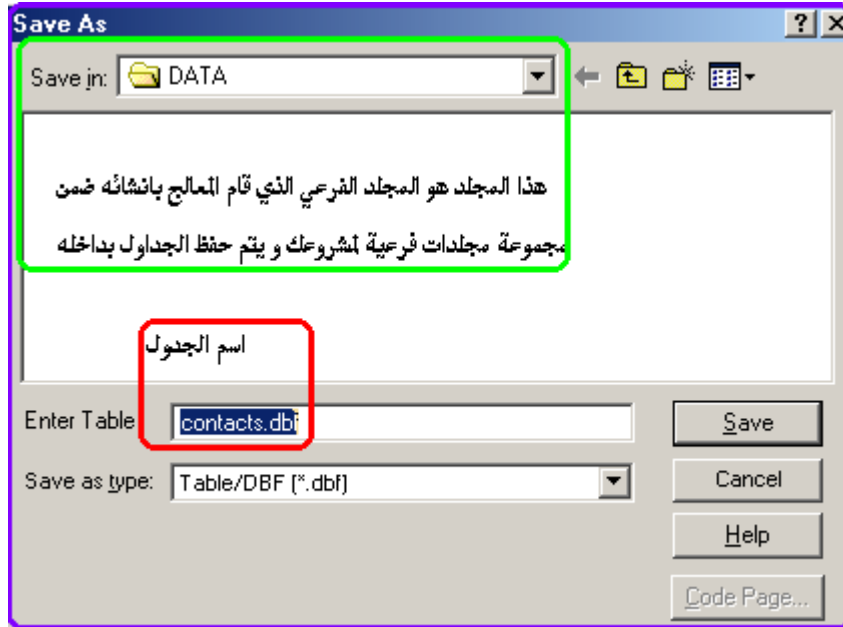 Save As
Save in: DATA
هذا المجلد هو المجلد الفرعي الذي قام المعالج بانشائه ضمن
مجموعة مجلدات فرعية لمشروعك و يتم حفظ الجداول بداخله
اسم الجدول
Enter Table contacts.dbf Save
Save as type: Table/DBF (*.dbf) Cancel
Help
Code Page...